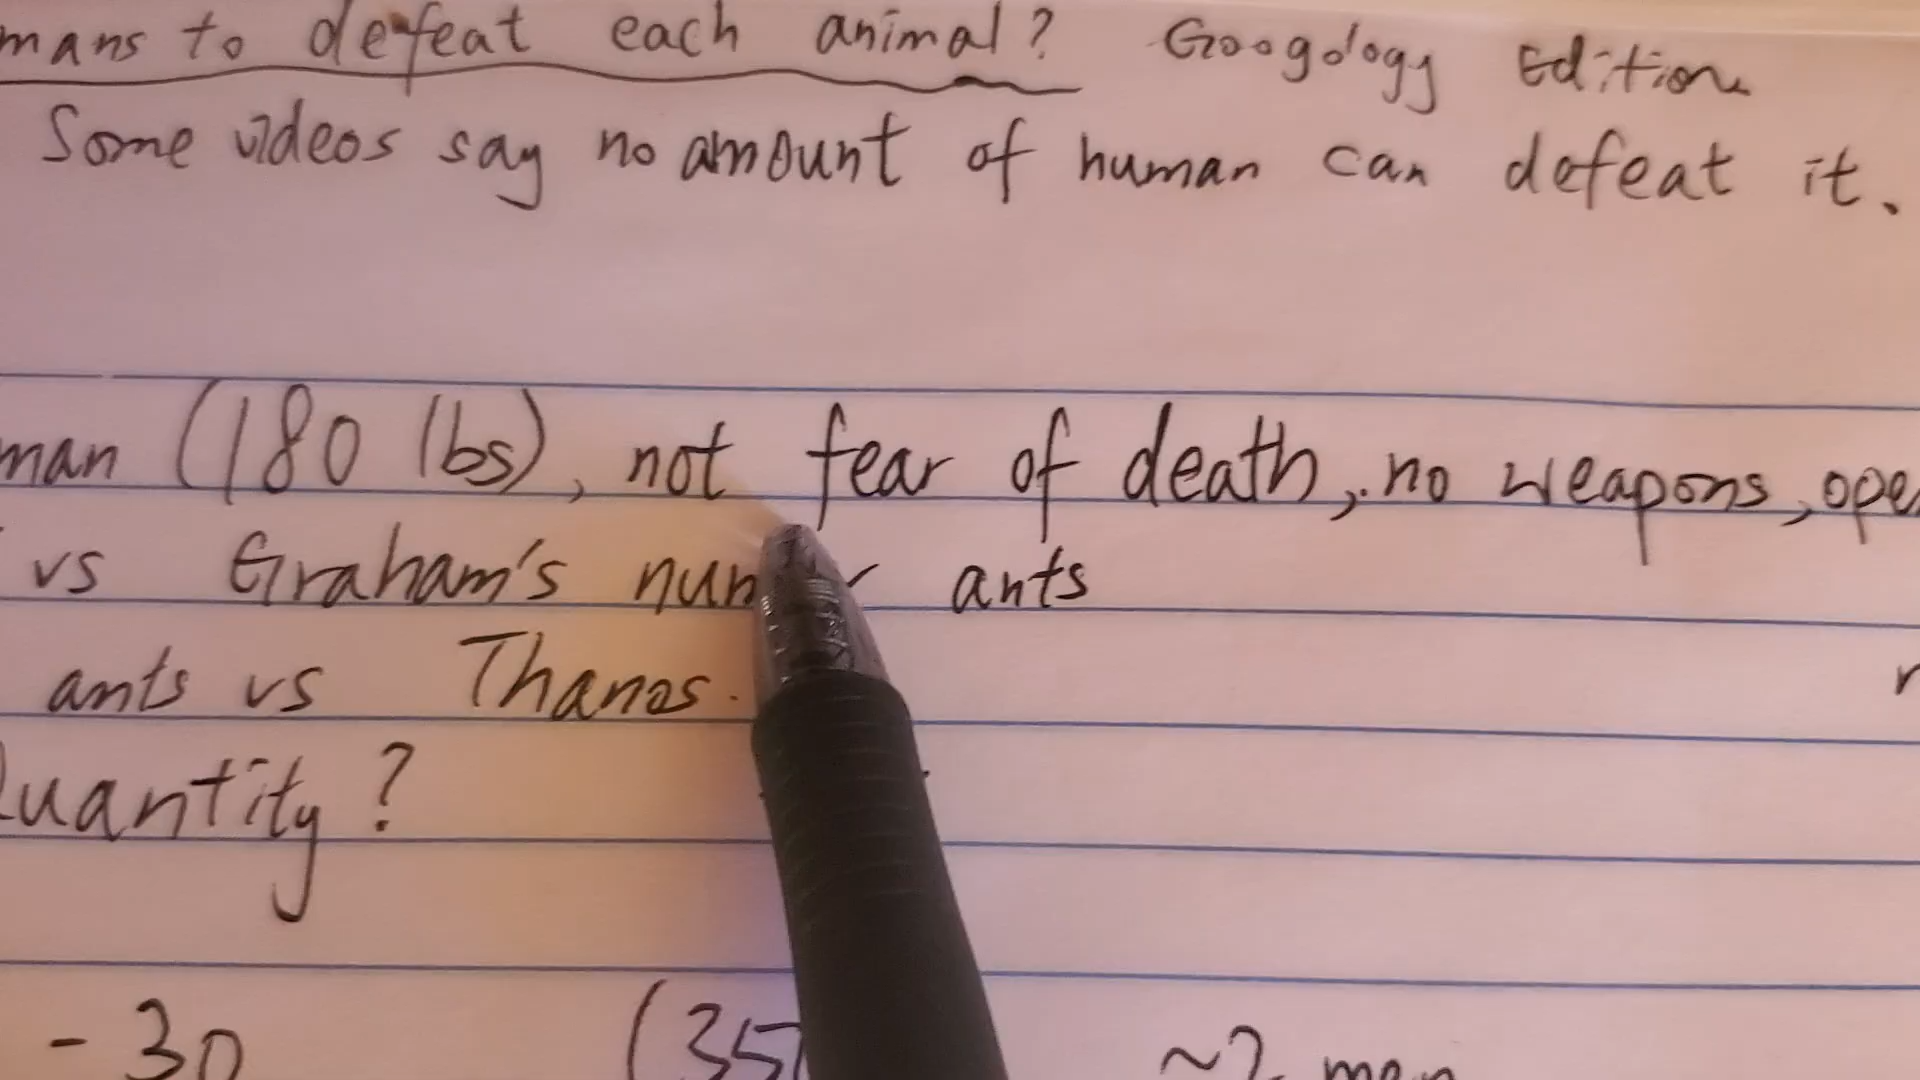 mans to defeat each animal? Googology Edition
Some videos say no amount of human can defeat it.
man (180 lbs), not fear of death, no weapons, ope
vs Graham's num r ants
ants vs Thanos.
Quantity?
- 30 (35 ~2 men